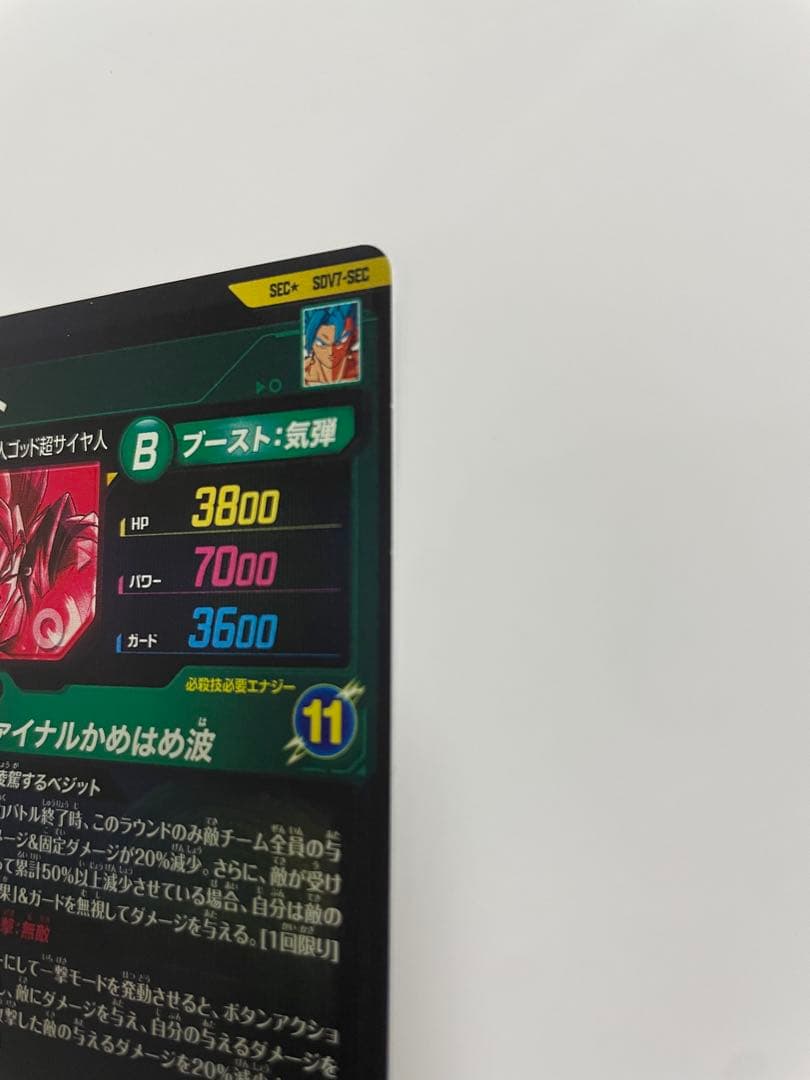 SEC★ SDV7-SEC
ト
人ゴッド超サイヤ人
B ブースト:気弾
HP 3800
パワー 7000
ガード 3600
必殺技必要エナジー
11
ァイナルかめはめ波
凌駕するベジット
バトル終了時、このラウンドのみ敵チーム全員の与
ージ&固定ダメージが20%減少。さらに、敵が受け
って累計50%以上減少させている場合、自分は敵の
果」&ガードを無視してダメージを与える。[1回限り]
撃:無敵
ーにして一撃モードを発動させると、ボタンアクショ
し、敵にダメージを与え、自分の与えるダメージを
攻撃した敵の与えるダメージを20%減少